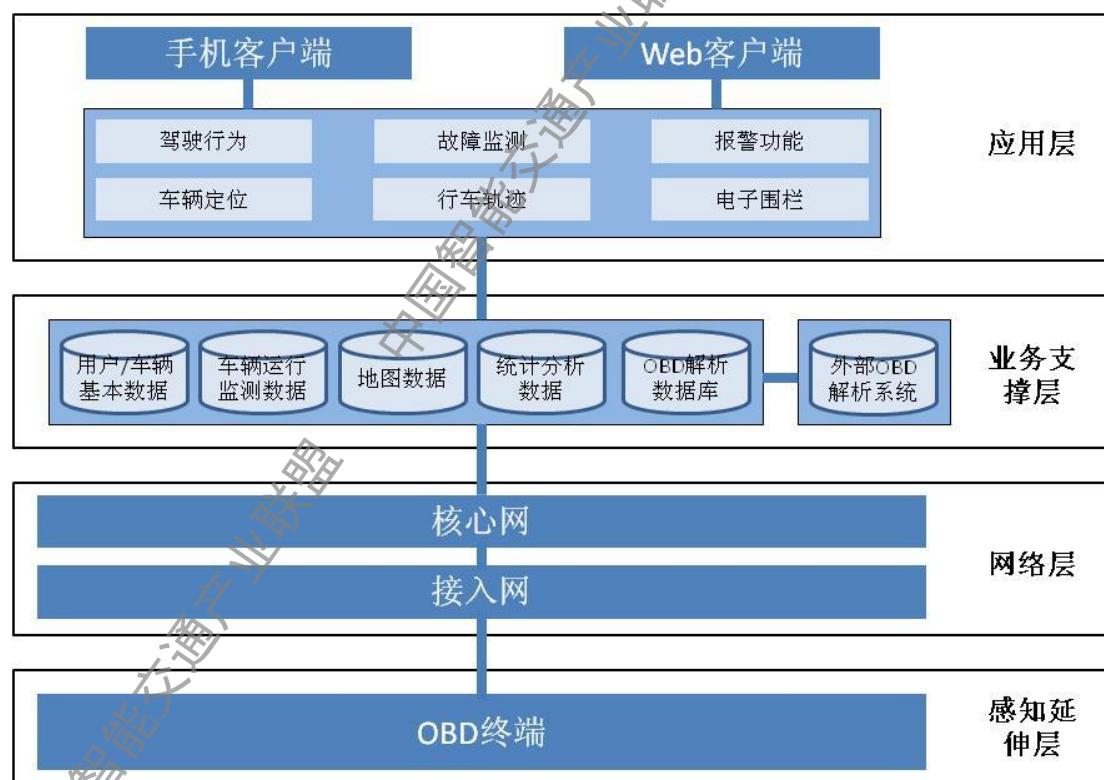 手机客户端
Web客户端
驾驶行为
故障监测
报警功能
车辆定位
行车轨迹
电子围栏
应用层
用户/车辆
基本数据
车辆运行
监测数据
地图数据
统计分析
数据
OBD解析
数据库
外部OBD
解析系统
业务支
撑层
核心网
接入网
网络层
OBD终端
感知延
伸层
中国智能交通产业联
智能交通产业联盟